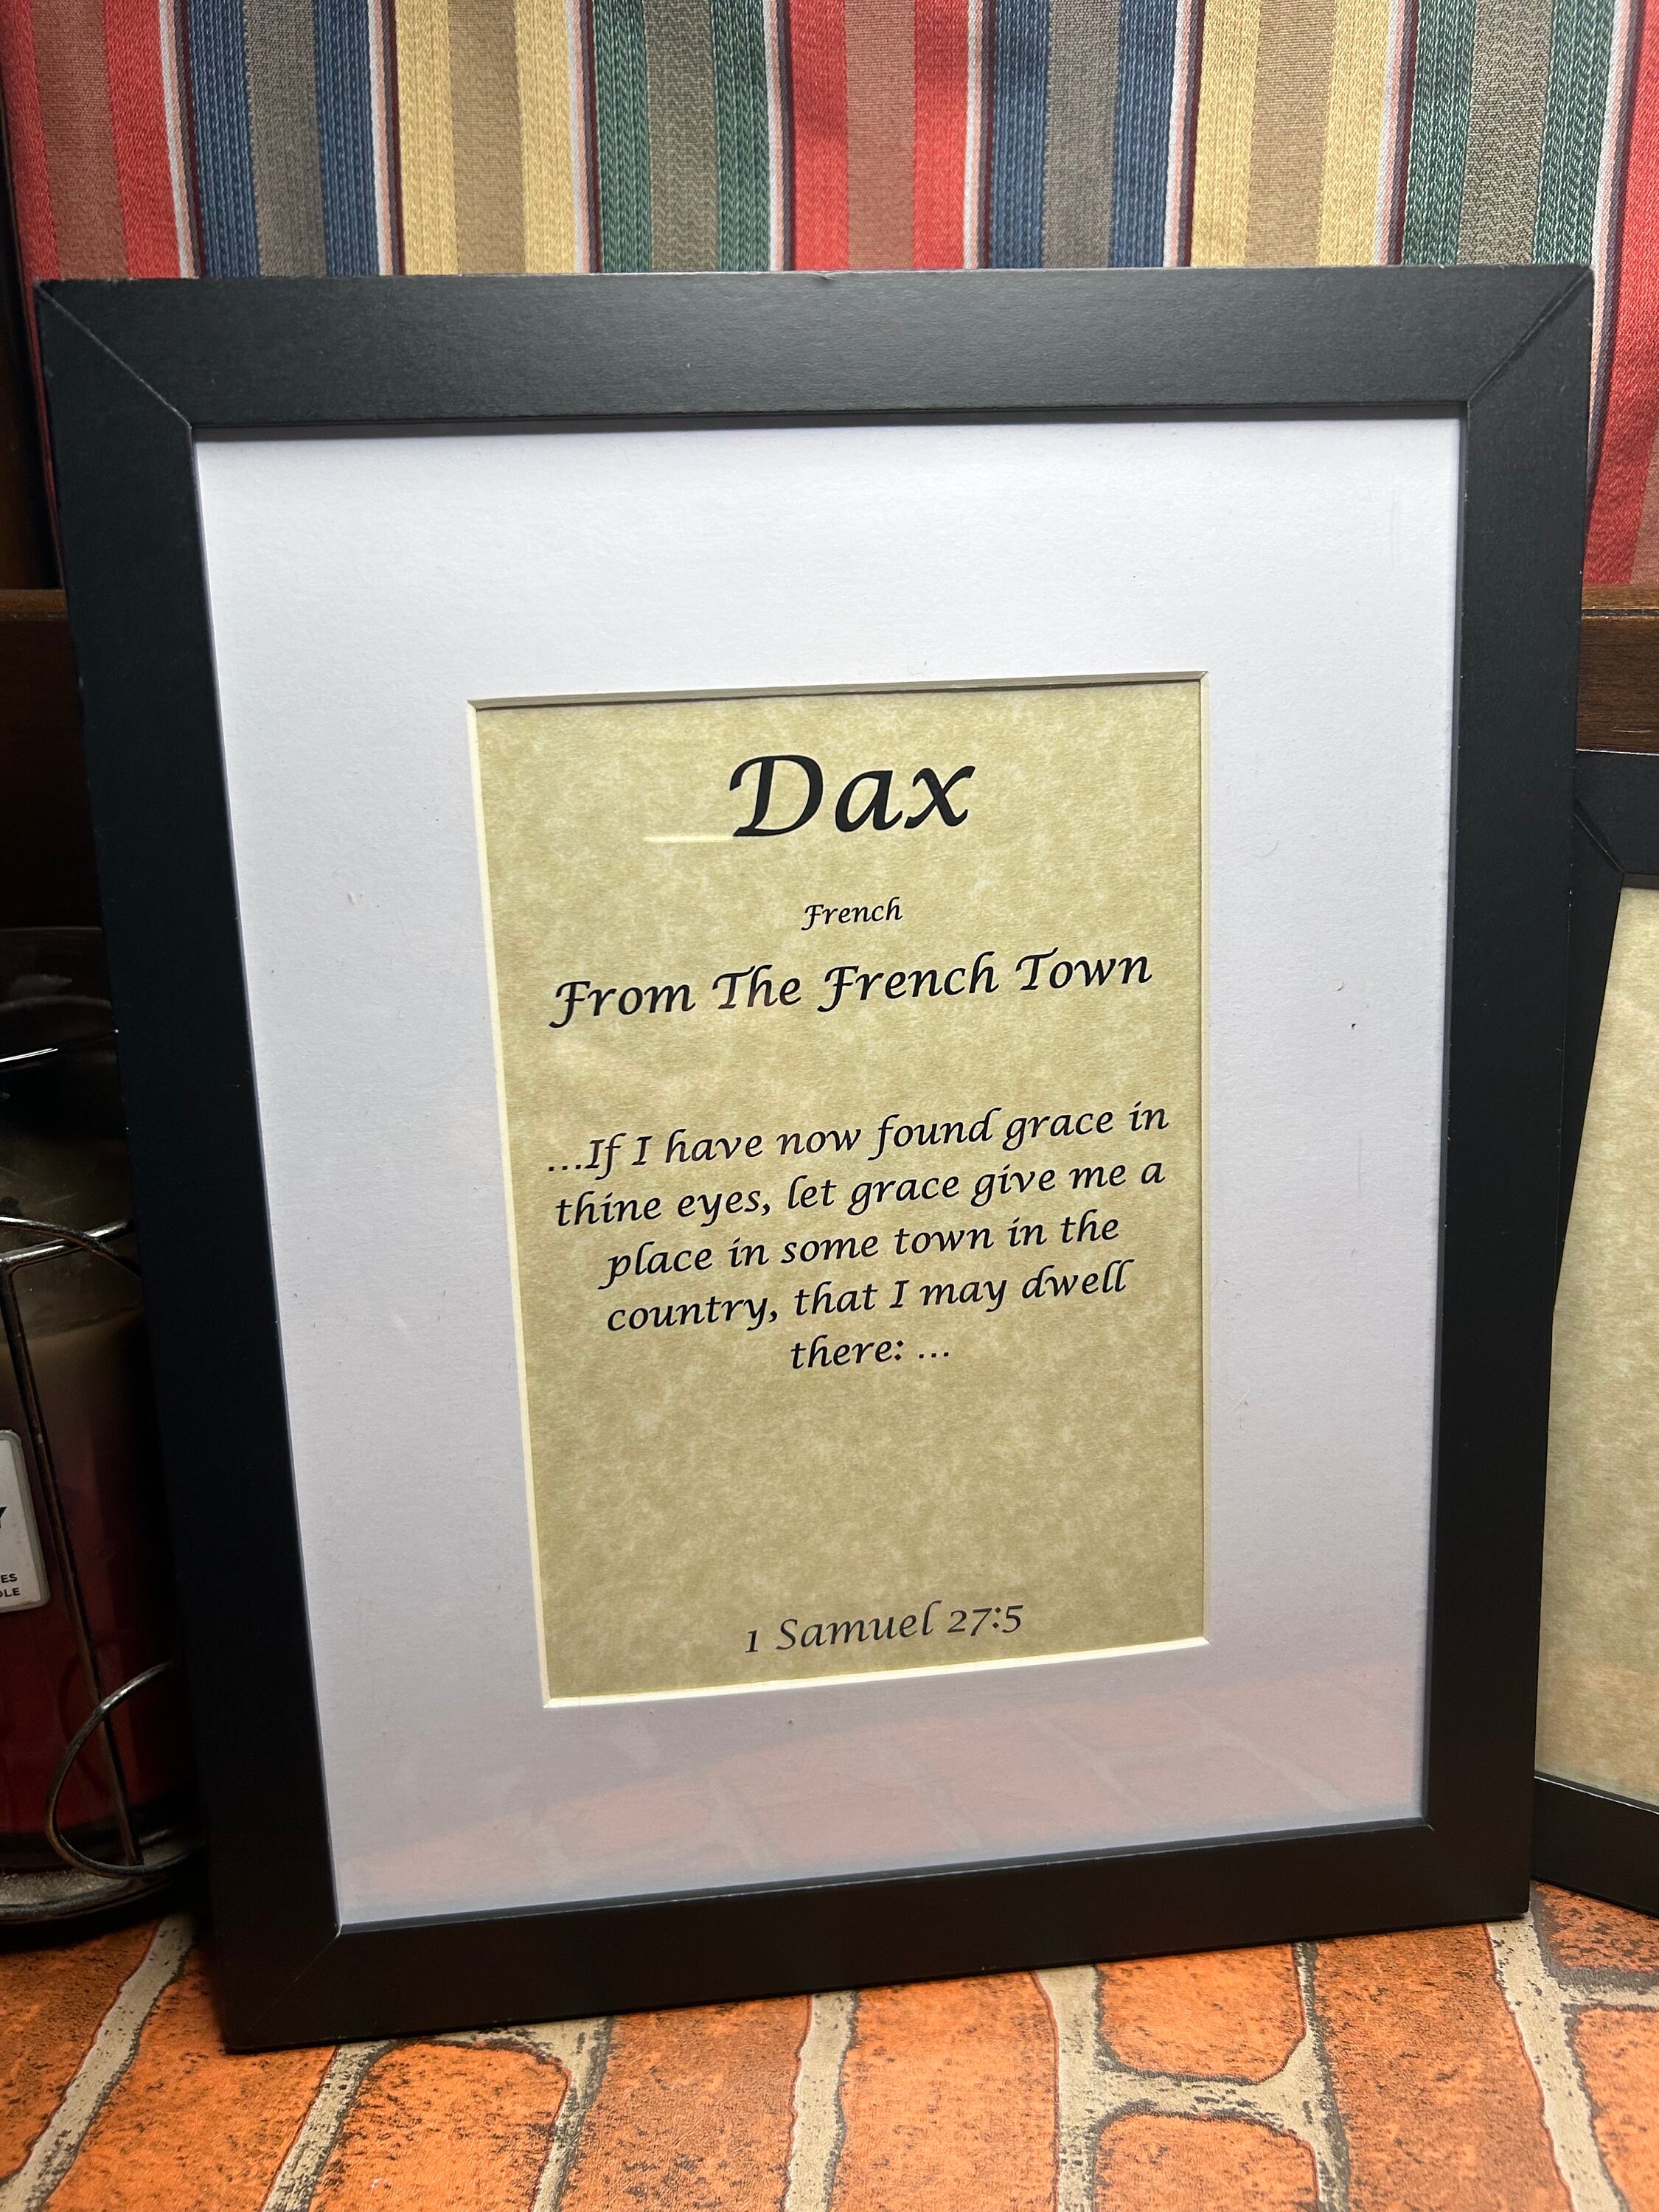 Dax
French
From The French Town
...If I have now found grace in
thine eyes, let grace give me a
place in some town in the
country, that I may dwell
there: ...
1 Samuel 27:5